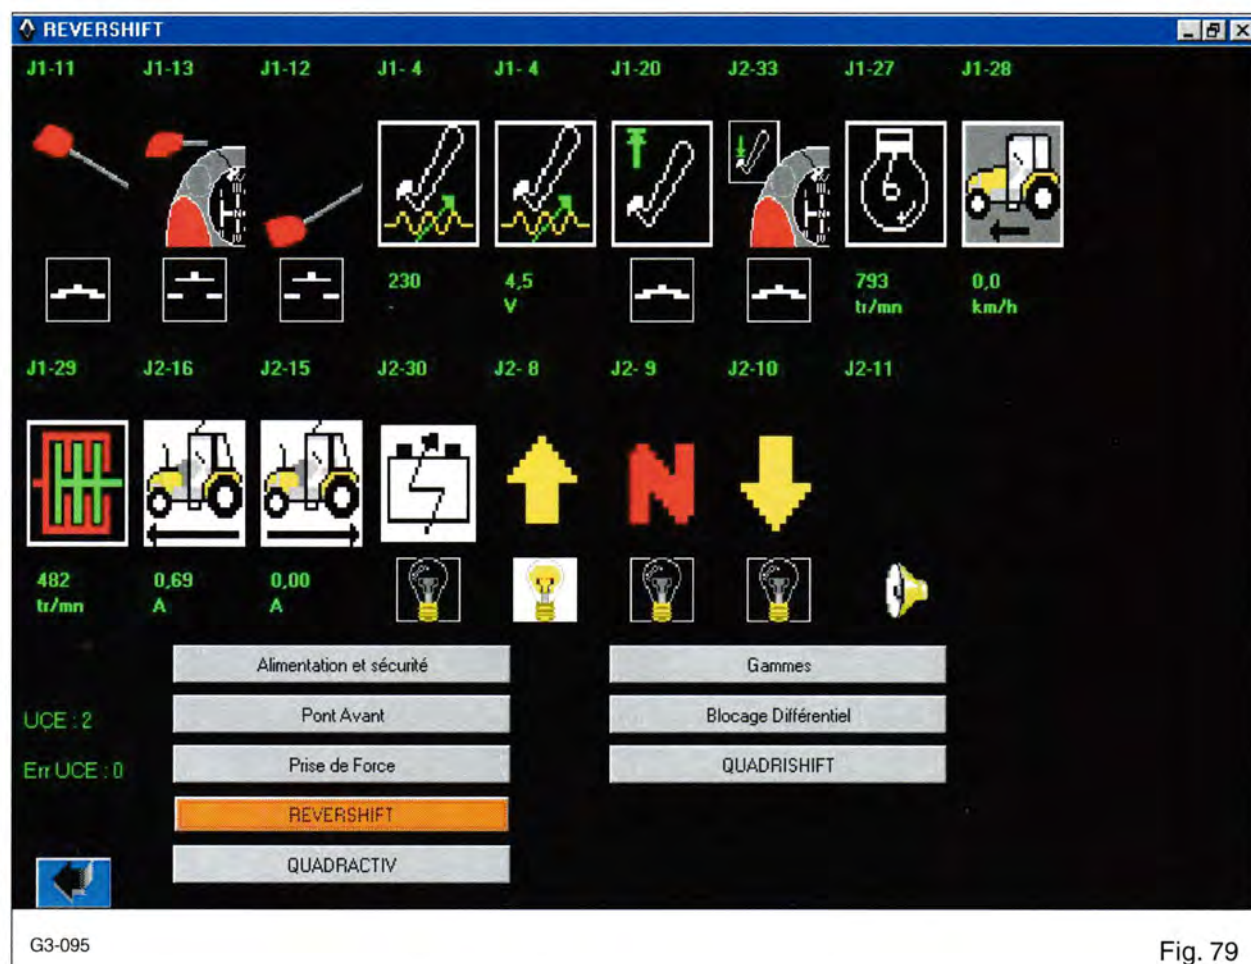 REVERSHIFT
J1-11 J1-13 J1-12 J1- 4 J1- 4 J1-20 J2-33 J1-27 J1-28
230 4,5 793 0,0
- V tr/mn km/h
J1-29 J2-16 J2-15 J2-30 J2- 8 J2- 9 J2-10 J2-11
N
482 0,69 0,00
tr/mn A A
Alimentation et sécurité Gammes
UCE : 2 Pont Avant Blocage Différentiel
Err UCE : 0 Prise de Force QUADRISHIFT
REVERSHIFT
QUADRACTIV
G3-095 Fig. 79